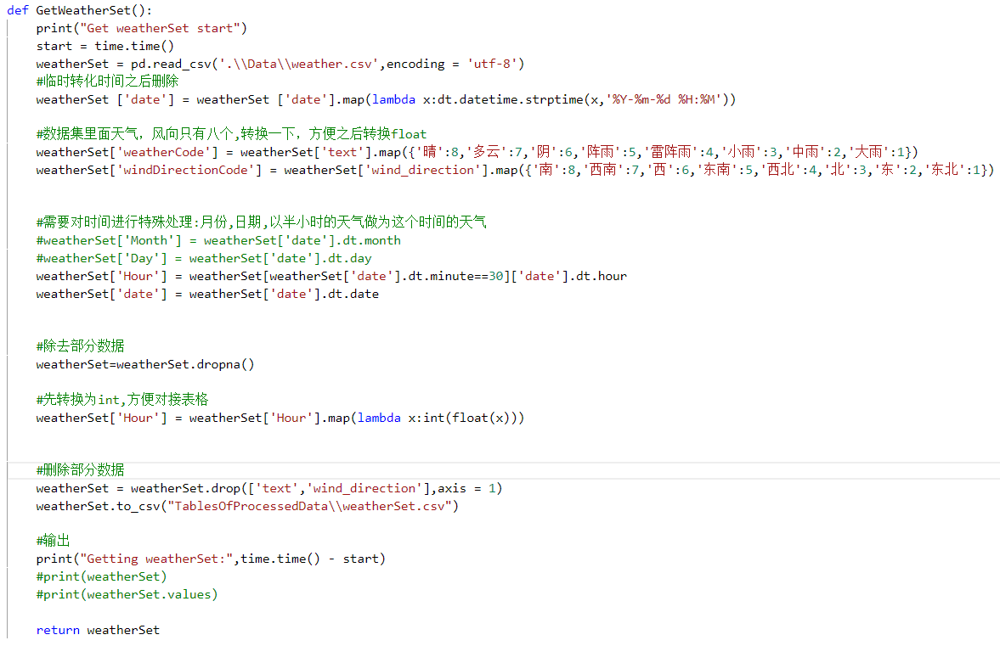 def GetWeatherSet():
    print("Get weatherSet start")
    start = time.time()
    weatherSet = pd.read_csv('.\\Data\\weather.csv',encoding = 'utf-8')
    #临时转化时间之后删除
    weatherSet ['date'] = weatherSet ['date'].map(lambda x:dt.datetime.strptime(x,'%Y-%m-%d %H:%M'))
    #数据集里面天气，风向只有八个,转换一下，方便之后转换float
    weatherSet['weatherCode'] = weatherSet['text'].map({'晴':8,'多云':7,'阴':6,'阵雨':5,'雷阵雨':4,'小雨':3,'中雨':2,'大雨':1})
    weatherSet['windDirectionCode'] = weatherSet['wind_direction'].map({'南':8,'西南':7,'西':6,'东南':5,'西北':4,'北':3,'东':2,'东北':1})
    #需要对时间进行特殊处理:月份,日期,以半小时的天气做为这个时间的天气
    #weatherSet['Month'] = weatherSet['date'].dt.month
    #weatherSet['Day'] = weatherSet['date'].dt.day
    weatherSet['Hour'] = weatherSet[weatherSet['date'].dt.minute==30]['date'].dt.hour
    weatherSet['date'] = weatherSet['date'].dt.date
    #除去部分数据
    weatherSet=weatherSet.dropna()
    #先转换为int,方便对接表格
    weatherSet['Hour'] = weatherSet['Hour'].map(lambda x:int(float(x)))
    #删除部分数据
    weatherSet = weatherSet.drop(['text','wind_direction'],axis = 1)
    weatherSet.to_csv("TablesOfProcessedData\\weatherSet.csv")
    #输出
    print("Getting weatherSet:",time.time() - start)
    #print(weatherSet)
    #print(weatherSet.values)
    return weatherSet